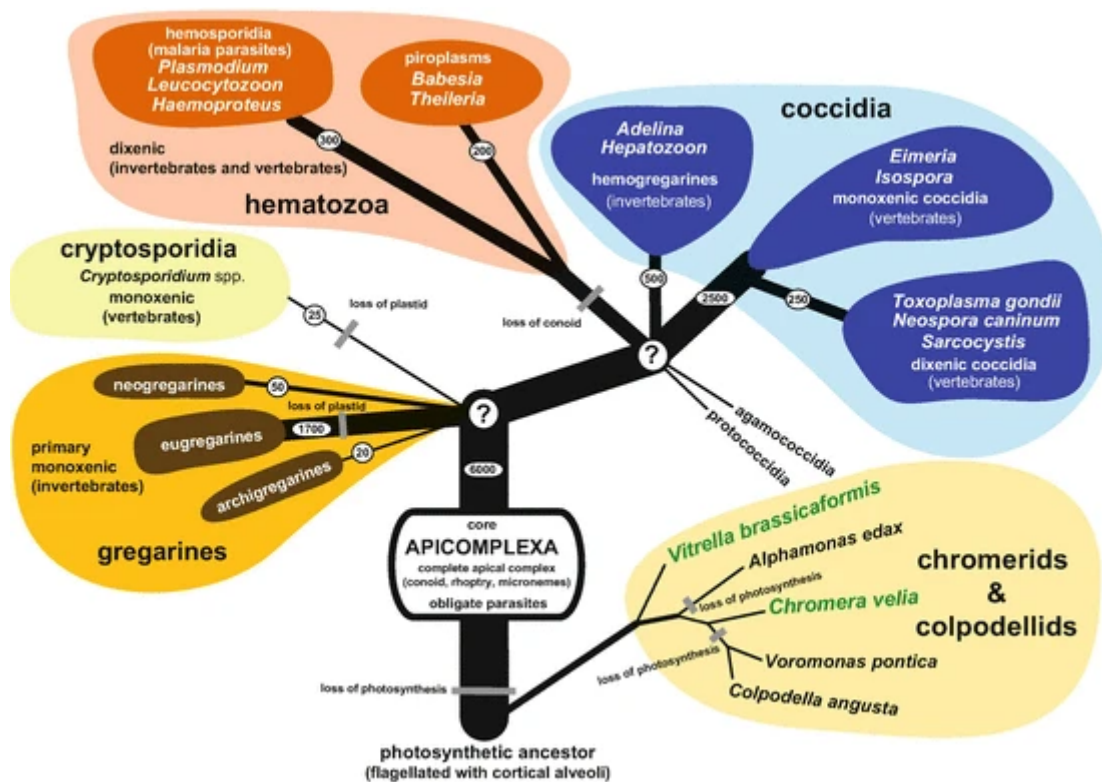 hemosporidia
(malaria parasites)
Plasmodium
Leucocytozoon
Haemoproteus
piroplasms
Babesia
Theileria
300
200
dixenic
(invertebrates and vertebrates)
hematozoa
coccidia
Adelina
Hepatozoon
hemogregarines
(invertebrates)
Eimeria
Isospora
monoxenic coccidia
(vertebrates)
500
2500
250
Toxoplasma gondii
Neospora caninum
Sarcocystis
dixenic coccidia
(vertebrates)
cryptosporidia
Cryptosporidium spp.
monoxenic
(vertebrates)
25
loss of plastid
loss of conoid
?
agamococcidia
protococcidia
neogregarines
50
loss of plastid
eugregarines
1700
?
archigregarines
20
primary
monoxenic
(invertebrates)
gregarines
6000
core
APICOMPLEXA
complete apical complex
(conoid, rhoptry, micronemes)
obligate parasites
Vitrella brassicaformis
Alphamonas edax
loss of photosynthesis
Chromera velia
loss of photosynthesis
Voromonas pontica
Colpodella angusta
chromerids
&
colpodellids
loss of photosynthesis
photosynthetic ancestor
(flagellated with cortical alveoli)